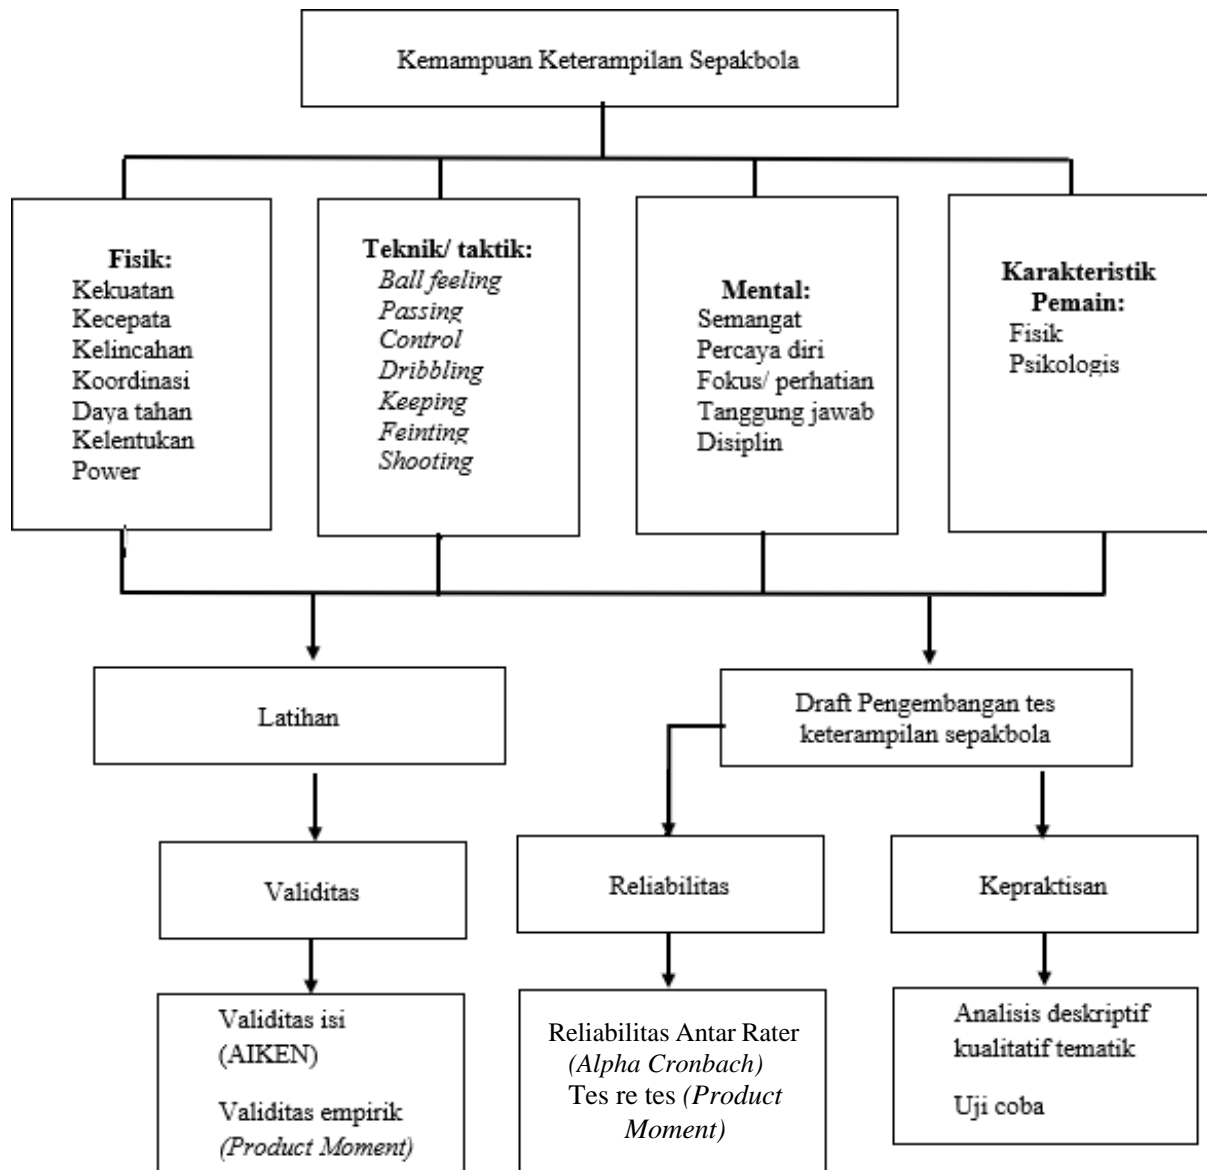 Kemampuan Keterampilan Sepakbola
Fisik:
Kekuatan
Kecepata
Kelincahan
Koordinasi
Daya tahan
Kelentukan
Power
Teknik/ taktik:
Ball feeling
Passing
Control
Dribbling
Keeping
Feinting
Shooting
Mental:
Semangat
Percaya diri
Fokus/ perhatian
Tanggung jawab
Disiplin
Karakteristik
Pemain:
Fisik
Psikologis
Latihan
Draft Pengembangan tes
keterampilan sepakbola
Validitas
Reliabilitas
Kepraktisan
Validitas isi
(AIKEN)
Validitas empirik
(Product Moment)
Reliabilitas Antar Rater
(Alpha Cronbach)
Tes re tes (Product
Moment)
Analisis deskriptif
kualitatif tematik
Uji coba